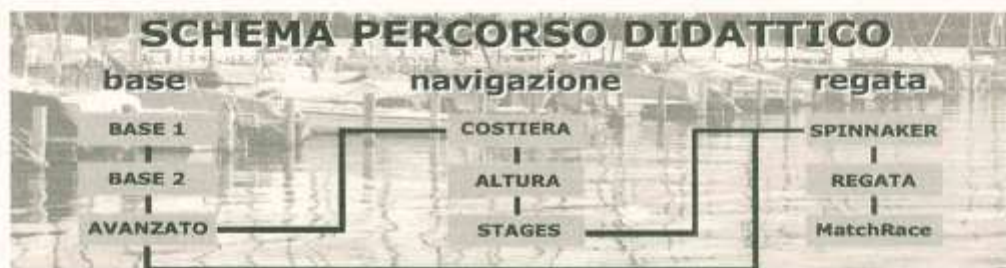 SCHEMA PERCORSO DIDATTICO
base navigazione regata
BASE 1 COSTIERA SPINNAKER
BASE 2 ALTURA REGATA
AVANZATO STAGES MatchRace